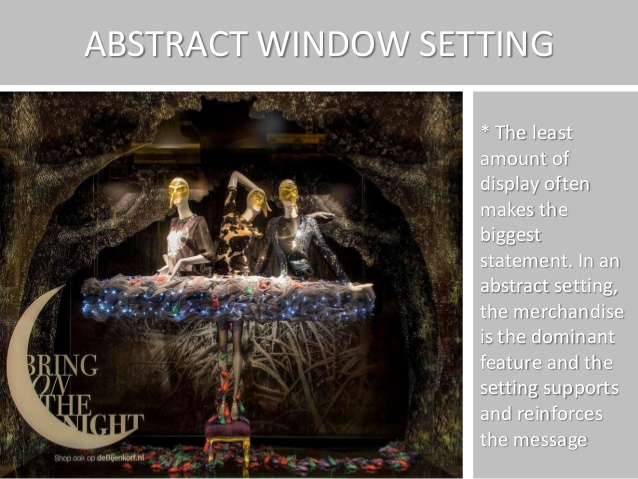 ABSTRACT WINDOW SETTING
* The least
amount of
display often
makes the
biggest
statement. In an
abstract setting,
the merchandise
is the dominant
feature and the
setting supports
and reinforces
the message
BRING
ON
THE
NIGHT
Shop ook op deBijenkorf.nl